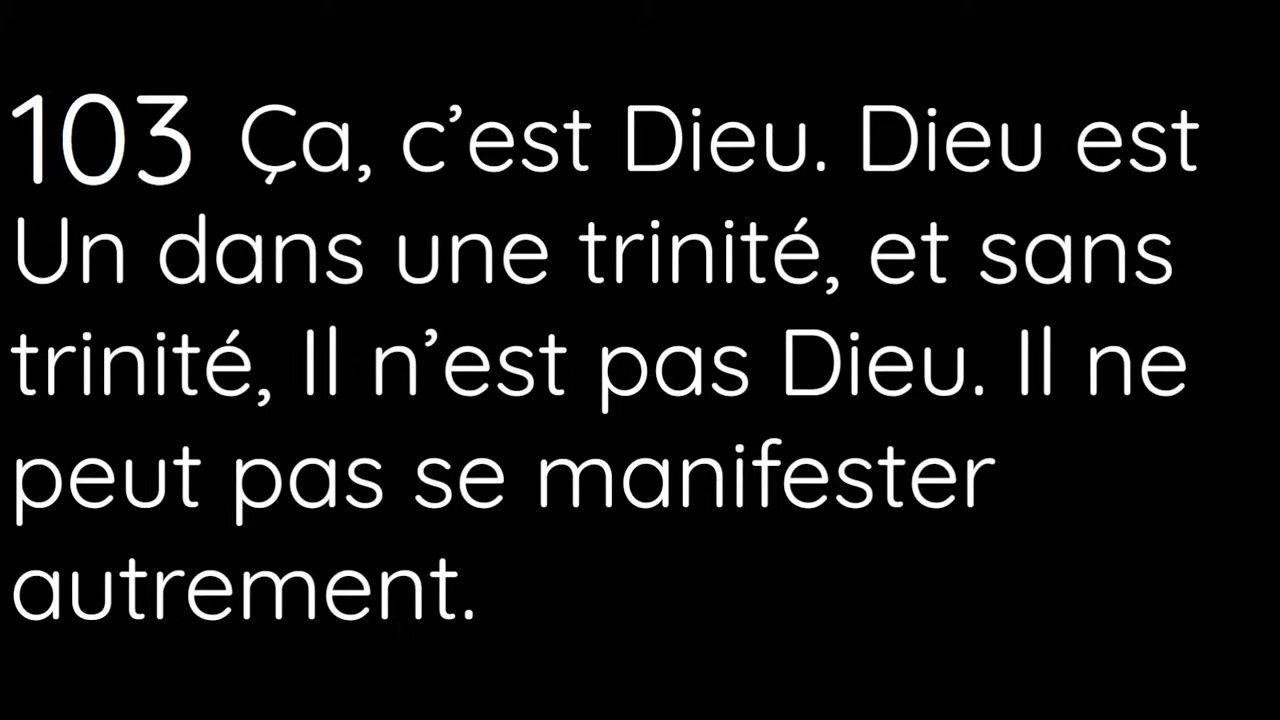 103 Ça, c’est Dieu. Dieu est
Un dans une trinité, et sans
trinité, Il n’est pas Dieu. Il ne
peut pas se manifester
autrement.